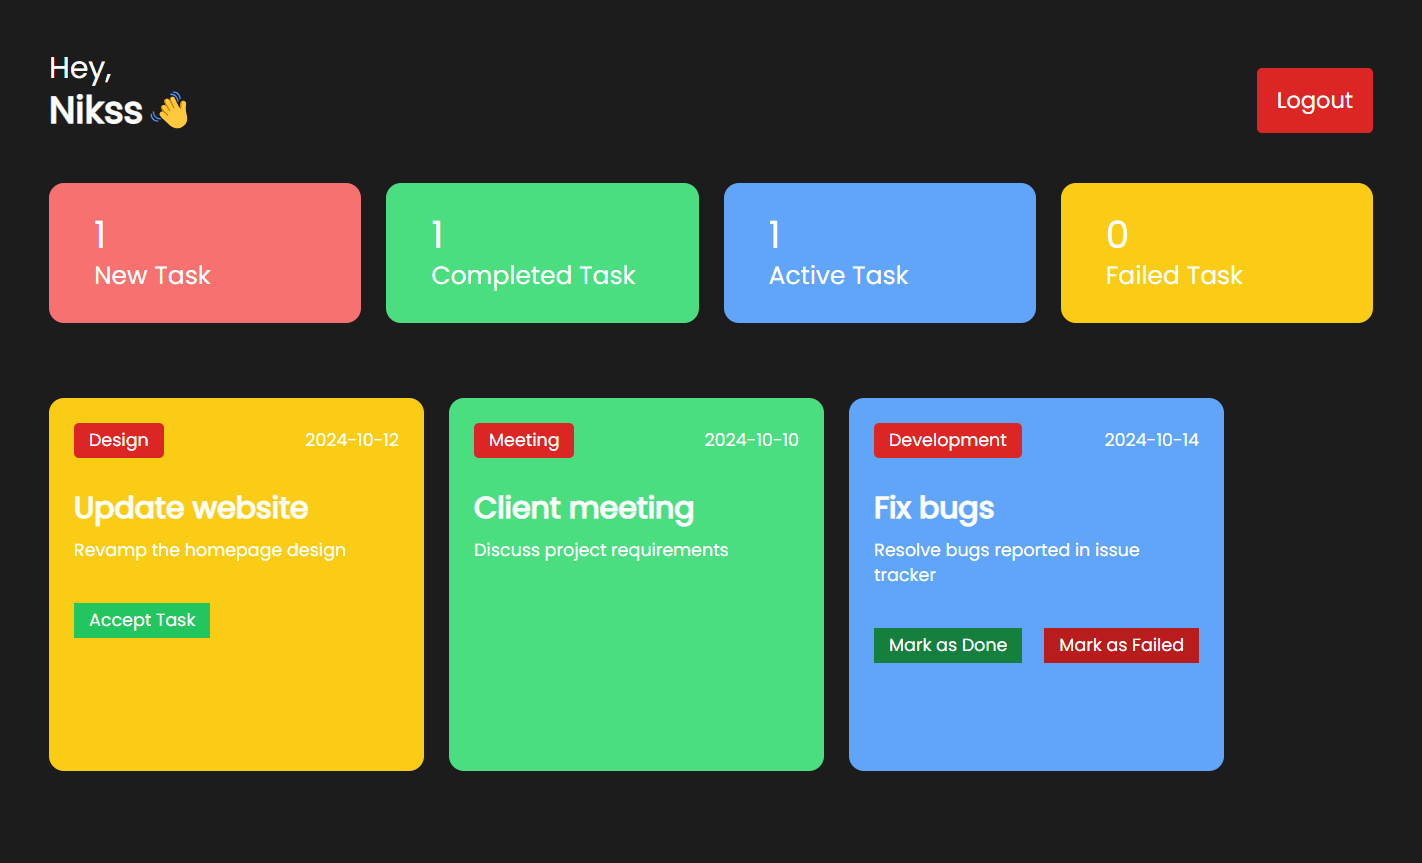 Hey,
Nikss 👋
Logout
1
New Task
1
Completed Task
1
Active Task
0
Failed Task
Design
2024-10-12
Update website
Revamp the homepage design
Accept Task
Meeting
2024-10-10
Client meeting
Discuss project requirements
Development
2024-10-14
Fix bugs
Resolve bugs reported in issue
tracker
Mark as Done
Mark as Failed